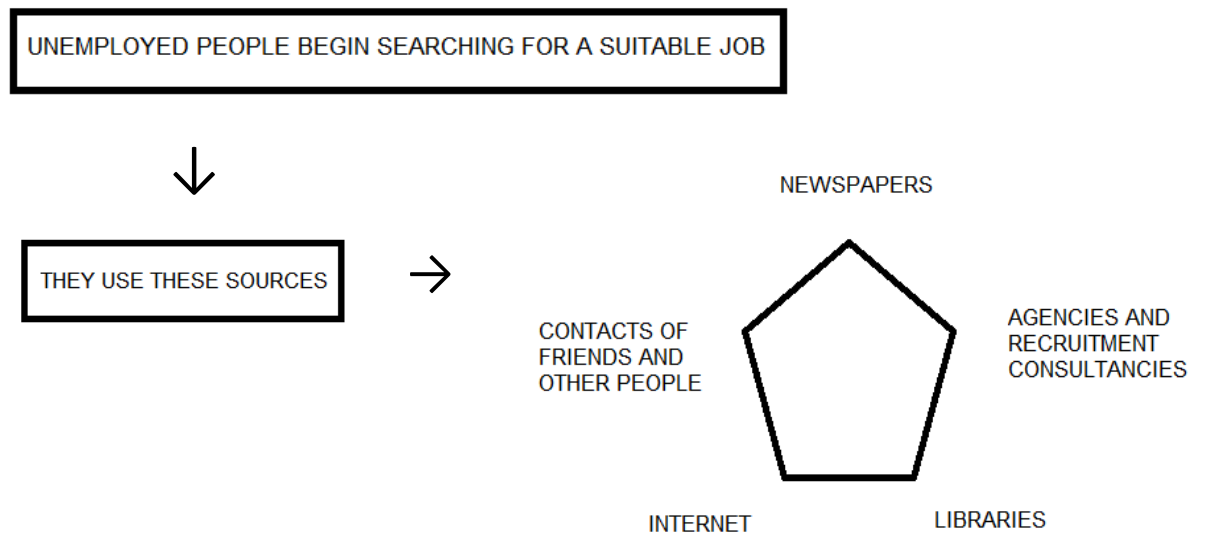 UNEMPLOYED PEOPLE BEGIN SEARCHING FOR A SUITABLE JOB
THEY USE THESE SOURCES
NEWSPAPERS
AGENCIES AND
RECRUITMENT
CONSULTANCIES
LIBRARIES
INTERNET
CONTACTS OF
FRIENDS AND
OTHER PEOPLE